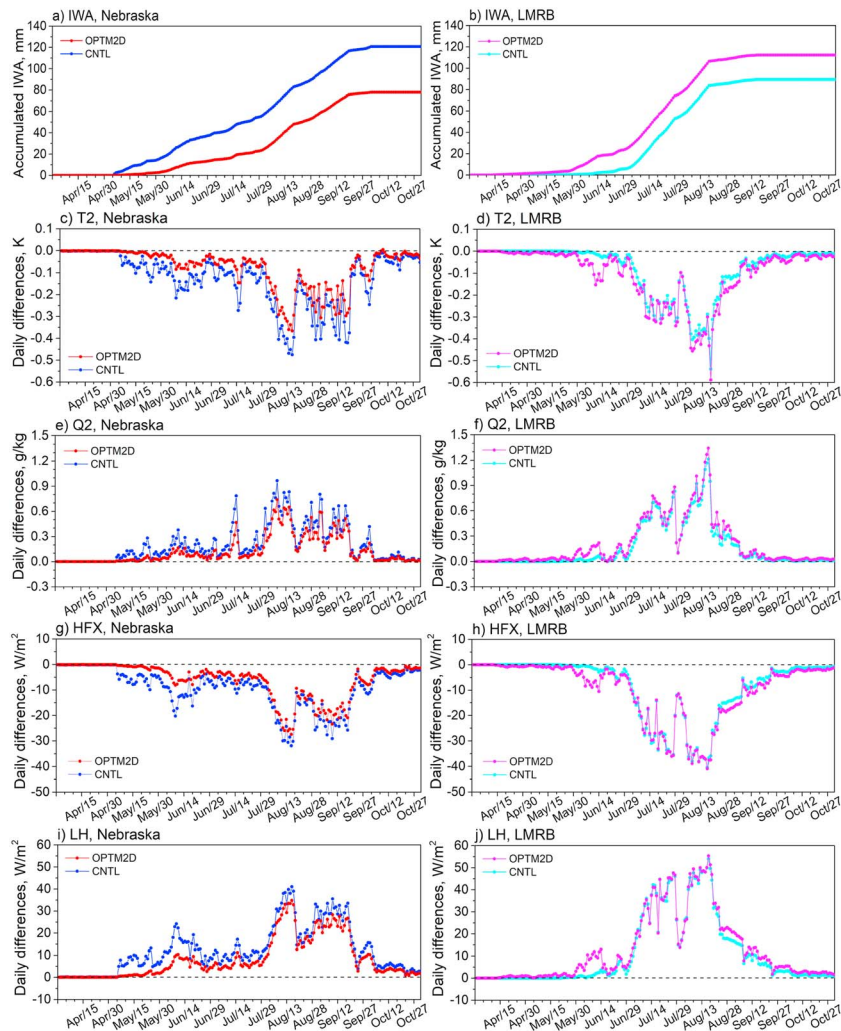 a) IWA, Nebraska
Accumulated IWA, mm
140
120
100
80
60
40
20
0
OPTM2D
CNTL
Apr/15 Apr/30 May/15 May/30 Jun/14 Jun/29 Jul/14 Jul/29 Aug/13 Aug/28 Sep/12 Sep/27 Oct/12 Oct/27
b) IWA, LMRB
Accumulated IWA, mm
140
120
100
80
60
40
20
0
OPTM2D
CNTL
Apr/15 Apr/30 May/15 May/30 Jun/14 Jun/29 Jul/14 Jul/29 Aug/13 Aug/28 Sep/12 Sep/27 Oct/12 Oct/27
c) T2, Nebraska
Daily differences, K
0.1
0.0
-0.1
-0.2
-0.3
-0.4
-0.5
-0.6
OPTM2D
CNTL
Apr/15 Apr/30 May/15 May/30 Jun/14 Jun/29 Jul/14 Jul/29 Aug/13 Aug/28 Sep/12 Sep/27 Oct/12 Oct/27
d) T2, LMRB
Daily differences, K
0.1
0.0
-0.1
-0.2
-0.3
-0.4
-0.5
-0.6
OPTM2D
CNTL
Apr/15 Apr/30 May/15 May/30 Jun/14 Jun/29 Jul/14 Jul/29 Aug/13 Aug/28 Sep/12 Sep/27 Oct/12 Oct/27
e) Q2, Nebraska
Daily differences, g/kg
1.5
1.2
0.9
0.6
0.3
0.0
-0.3
OPTM2D
CNTL
Apr/15 Apr/30 May/15 May/30 Jun/14 Jun/29 Jul/14 Jul/29 Aug/13 Aug/28 Sep/12 Sep/27 Oct/12 Oct/27
f) Q2, LMRB
Daily differences, g/kg
1.5
1.2
0.9
0.6
0.3
0.0
-0.3
OPTM2D
CNTL
Apr/15 Apr/30 May/15 May/30 Jun/14 Jun/29 Jul/14 Jul/29 Aug/13 Aug/28 Sep/12 Sep/27 Oct/12 Oct/27
g) HFX, Nebraska
Daily differences, W/m²
10
0
-10
-20
-30
-40
-50
OPTM2D
CNTL
Apr/15 Apr/30 May/15 May/30 Jun/14 Jun/29 Jul/14 Jul/29 Aug/13 Aug/28 Sep/12 Sep/27 Oct/12 Oct/27
h) HFX, LMRB
Daily differences, W/m²
10
0
-10
-20
-30
-40
-50
OPTM2D
CNTL
Apr/15 Apr/30 May/15 May/30 Jun/14 Jun/29 Jul/14 Jul/29 Aug/13 Aug/28 Sep/12 Sep/27 Oct/12 Oct/27
i) LH, Nebraska
Daily differences, W/m²
60
50
40
30
20
10
0
-10
OPTM2D
CNTL
Apr/15 Apr/30 May/15 May/30 Jun/14 Jun/29 Jul/14 Jul/29 Aug/13 Aug/28 Sep/12 Sep/27 Oct/12 Oct/27
j) LH, LMRB
Daily differences, W/m²
60
50
40
30
20
10
0
-10
OPTM2D
CNTL
Apr/15 Apr/30 May/15 May/30 Jun/14 Jun/29 Jul/14 Jul/29 Aug/13 Aug/28 Sep/12 Sep/27 Oct/12 Oct/27